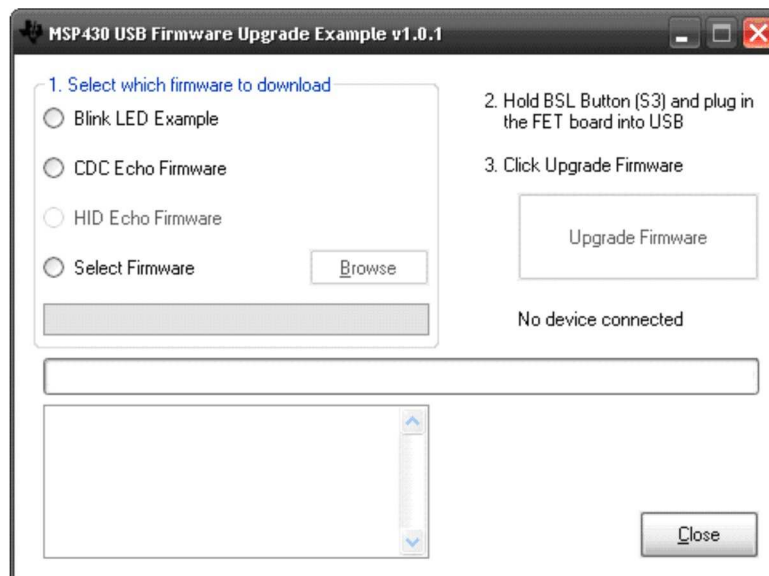 MSP430 USB Firmware Upgrade Example v1.0.1
1. Select which firmware to download
Blink LED Example
CDC Echo Firmware
HID Echo Firmware
Select Firmware
Browse
2. Hold BSL Button (S3) and plug in
the FET board into USB
3. Click Upgrade Firmware
Upgrade Firmware
No device connected
Close